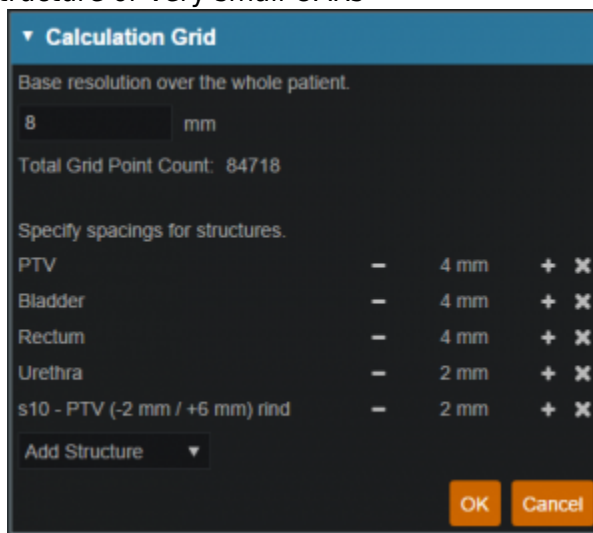 ▼ Calculation Grid
Base resolution over the whole patient.
8 mm
Total Grid Point Count: 84718
Specify spacings for structures.
PTV − 4 mm + ✖
Bladder − 4 mm + ✖
Rectum − 4 mm + ✖
Urethra − 2 mm + ✖
s10 - PTV (-2 mm / +6 mm) rind − 2 mm + ✖
Add Structure ▼
OK Cancel